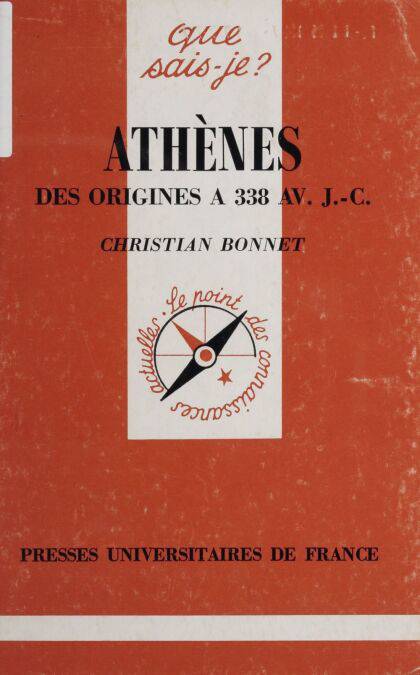 que
sais-je?
ATHÈNES
DES ORIGINES A 338 AV. J.-C.
CHRISTIAN BONNET
Le point des connaissances actuelles.
PRESSES UNIVERSITAIRES DE FRANCE